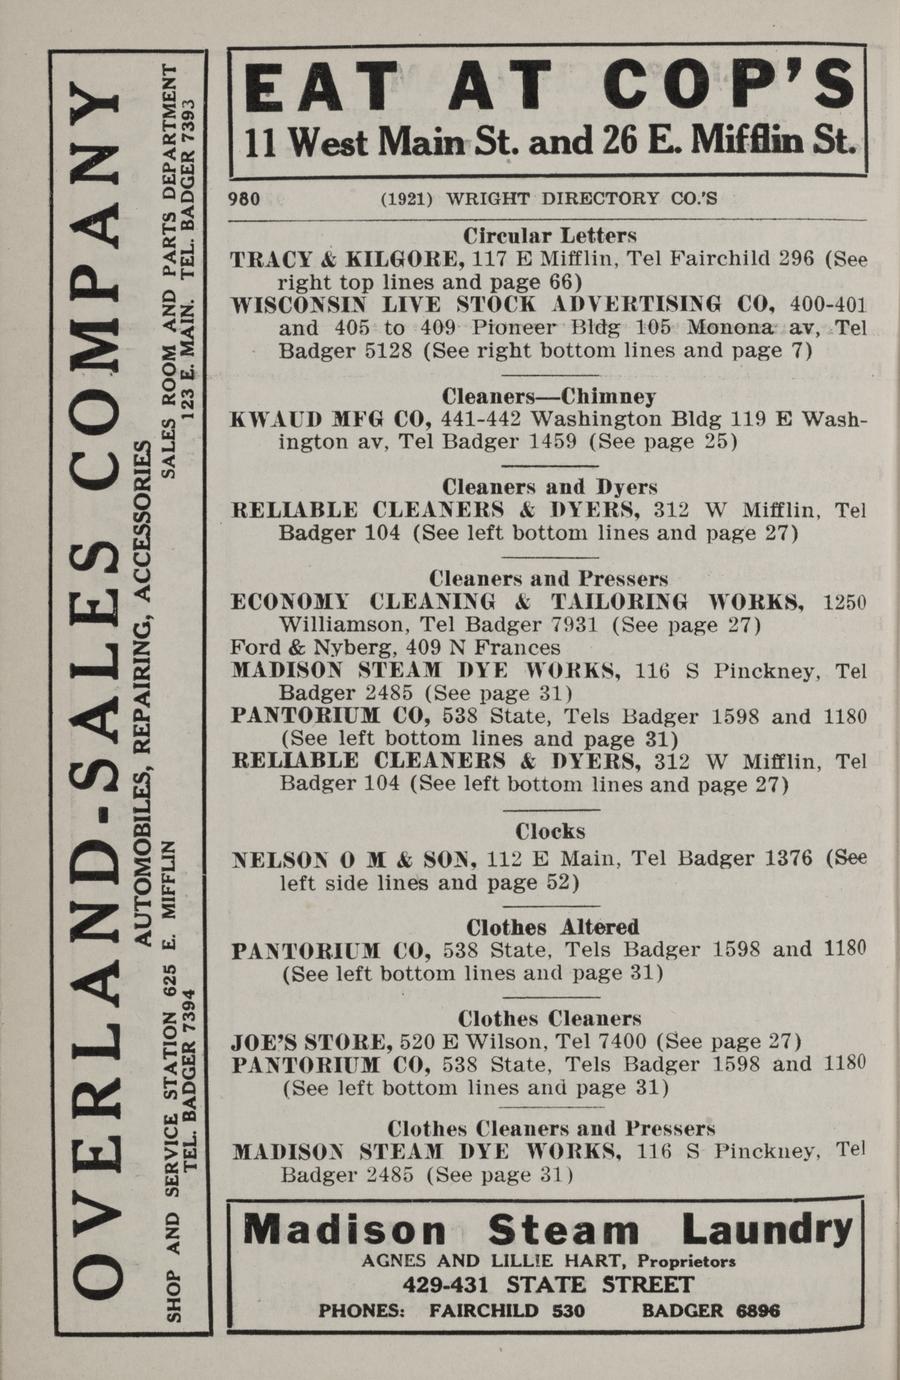 OVERLAND-SALES COMPANY
AUTOMOBILES, REPAIRING, ACCESSORIES
SHOP AND SERVICE STATION 625 E. MIFFLIN
TEL. BADGER 7394
SALES ROOM AND PARTS DEPARTMENT
123 E. MAIN. TEL. BADGER 7393
EAT AT COP'S
11 West Main St. and 26 E. Mifflin St.
980 (1921) WRIGHT DIRECTORY CO.'S
Circular Letters
TRACY & KILGORE, 117 E Mifflin, Tel Fairchild 296 (See
right top lines and page 66)
WISCONSIN LIVE STOCK ADVERTISING CO, 400-401
and 405 to 409 Pioneer Bldg 105 Monona av, Tel
Badger 5128 (See right bottom lines and page 7)
Cleaners—Chimney
KWAUD MFG CO, 441-442 Washington Bldg 119 E Wash-
ington av, Tel Badger 1459 (See page 25)
Cleaners and Dyers
RELIABLE CLEANERS & DYERS, 312 W Mifflin, Tel
Badger 104 (See left bottom lines and page 27)
Cleaners and Pressers
ECONOMY CLEANING & TAILORING WORKS, 1250
Williamson, Tel Badger 7931 (See page 27)
Ford & Nyberg, 409 N Frances
MADISON STEAM DYE WORKS, 116 S Pinckney, Tel
Badger 2485 (See page 31)
PANTORIUM CO, 538 State, Tels Badger 1598 and 1180
(See left bottom lines and page 31)
RELIABLE CLEANERS & DYERS, 312 W Mifflin, Tel
Badger 104 (See left bottom lines and page 27)
Clocks
NELSON O M & SON, 112 E Main, Tel Badger 1376 (See
left side lines and page 52)
Clothes Altered
PANTORIUM CO, 538 State, Tels Badger 1598 and 1180
(See left bottom lines and page 31)
Clothes Cleaners
JOE'S STORE, 520 E Wilson, Tel 7400 (See page 27)
PANTORIUM CO, 538 State, Tels Badger 1598 and 1180
(See left bottom lines and page 31)
Clothes Cleaners and Pressers
MADISON STEAM DYE WORKS, 116 S Pinckney, Tel
Badger 2485 (See page 31)
Madison Steam Laundry
AGNES AND LILLIE HART, Proprietors
429-431 STATE STREET
PHONES: FAIRCHILD 530 BADGER 6896